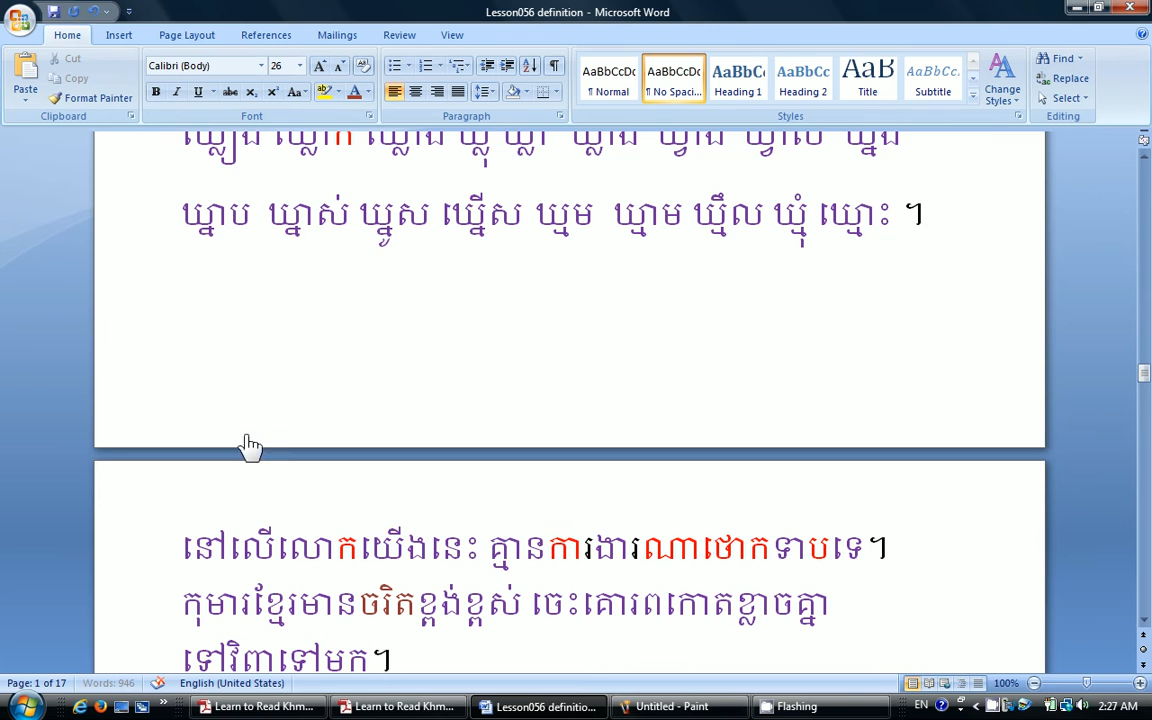 Lesson056 definition - Microsoft Word
Home Insert Page Layout References Mailings Review View
Paste Cut Copy Format Painter Clipboard
Calibri (Body) 26 Font
Paragraph
AaBbCcDc ¶ Normal AaBbCcDc ¶ No Spaci... AaBbCc Heading 1 AaBbCc Heading 2 AaB Title AaBbCc. Subtitle Change Styles Styles
Find Replace Select Editing
ឃ្នាប ឃ្នាស់ ឃ្នូស ឃ្នើស ឃ្មម ឃ្មាម ឃ្មឹល ឃ្មុំ ឃ្មោះ ។
នៅលើលោកយើងនេះ គ្មានការងារណាថោកទាបទេ។
កុមារខ្មែរមានចរិតខ្ពង់ខ្ពស់ ចេះគោរពកោតខ្លាចគ្នា
ទៅវិញទៅមក។
Page: 1 of 17 Words: 946 English (United States) 100%
Learn to Read Khm... Learn to Read Khm... Lesson056 definitio... Untitled - Paint Flashing EN 2:27 AM